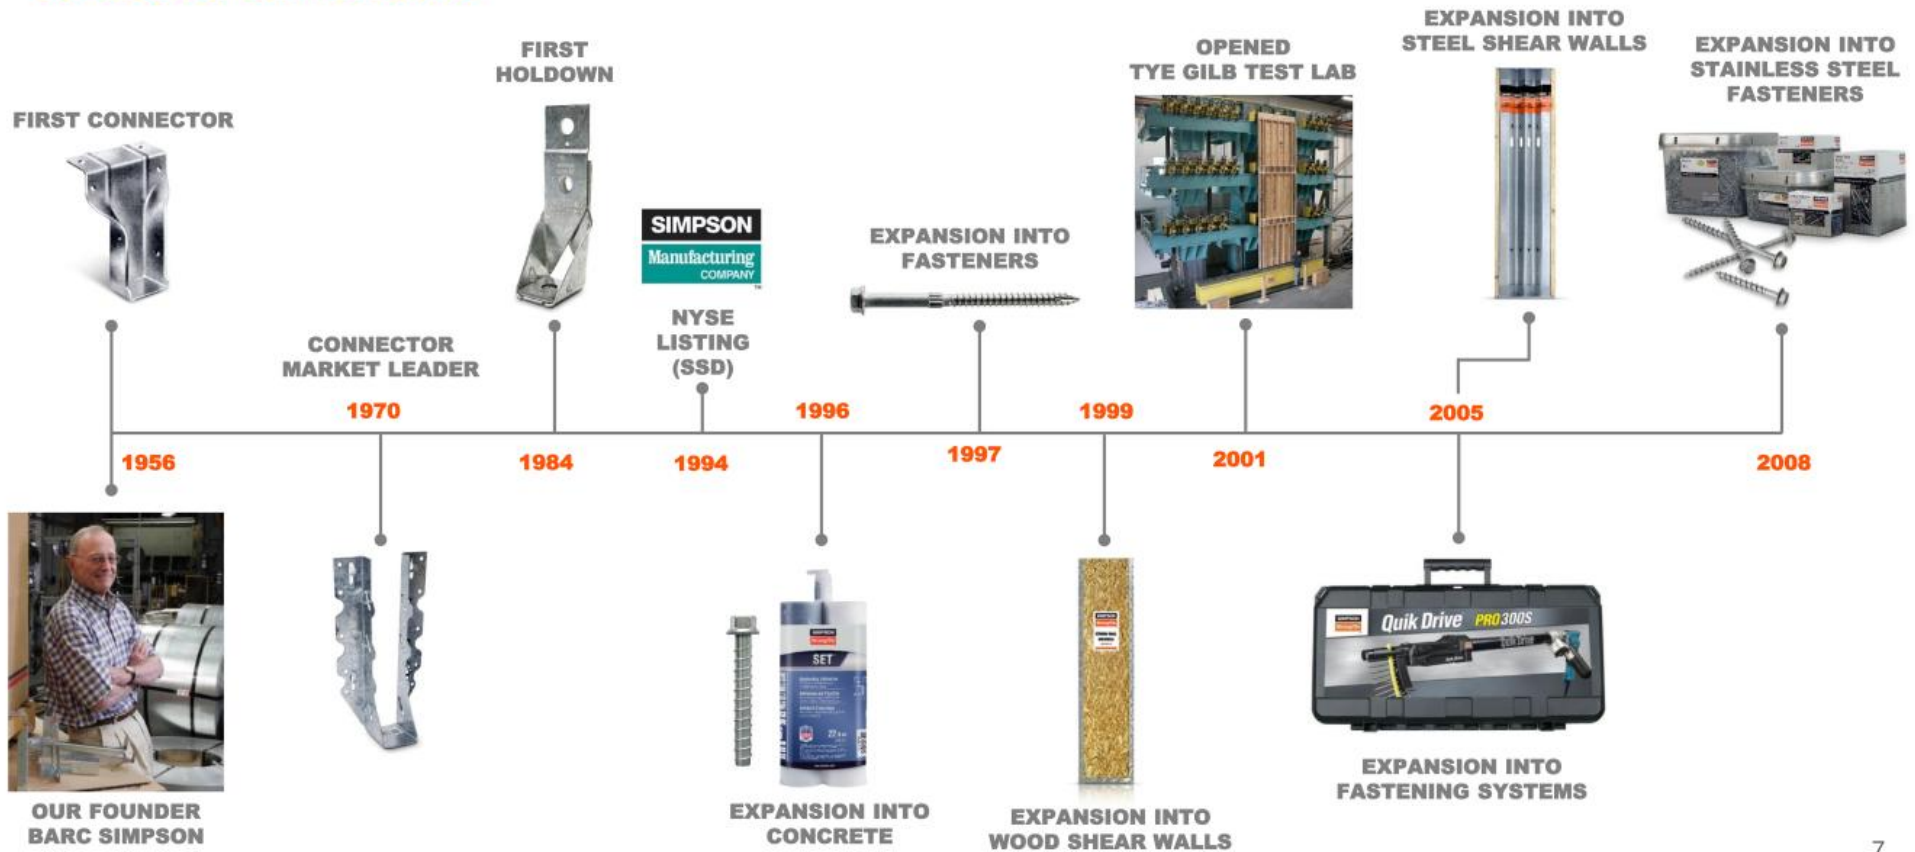 FIRST CONNECTOR
1956
OUR FOUNDER
BARC SIMPSON
CONNECTOR
MARKET LEADER
1970
FIRST
HOLDOWN
1984
SIMPSON
Manufacturing
COMPANY
TM
NYSE
LISTING
(SSD)
1994
1996
SET
EXPANSION INTO
CONCRETE
EXPANSION INTO
FASTENERS
1997
1999
EXPANSION INTO
WOOD SHEAR WALLS
OPENED
TYE GILB TEST LAB
2001
EXPANSION INTO
STEEL SHEAR WALLS
2005
Quik Drive PRO300S
EXPANSION INTO
FASTENING SYSTEMS
EXPANSION INTO
STAINLESS STEEL
FASTENERS
2008
7